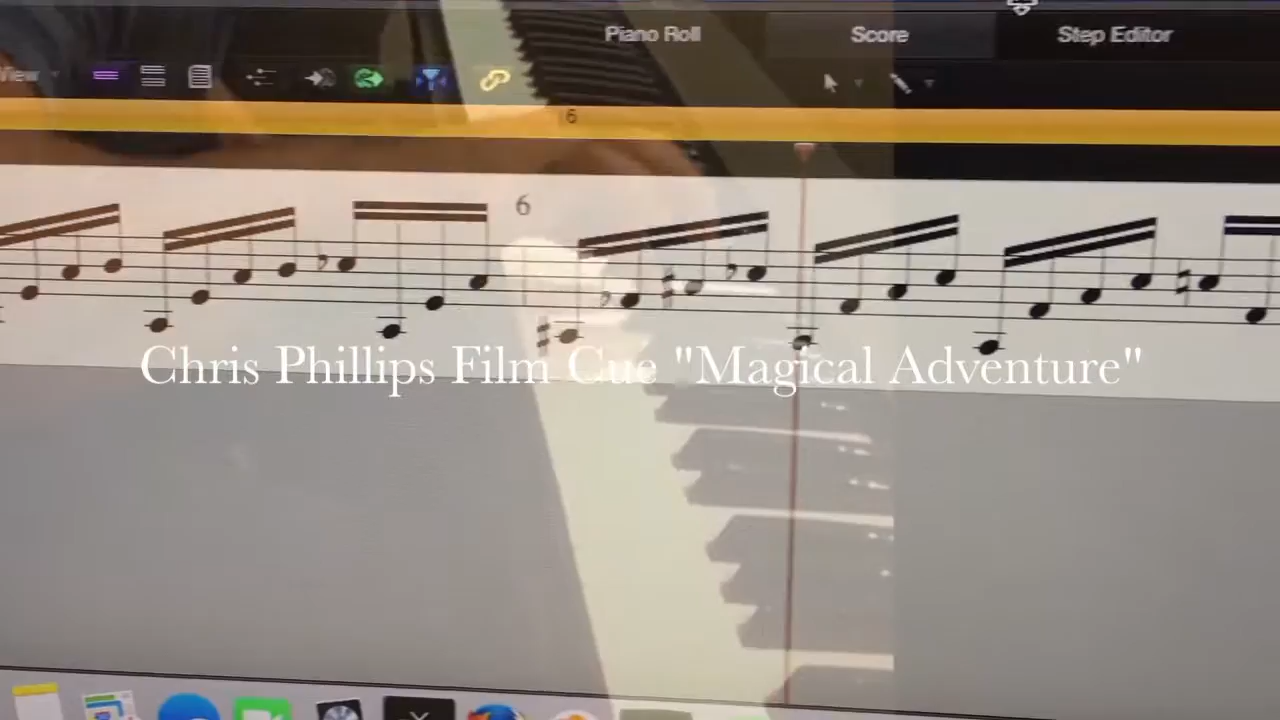 Piano Roll Score Step Editor
View
6
6
Chris Phillips Film Cue "Magical Adventure"